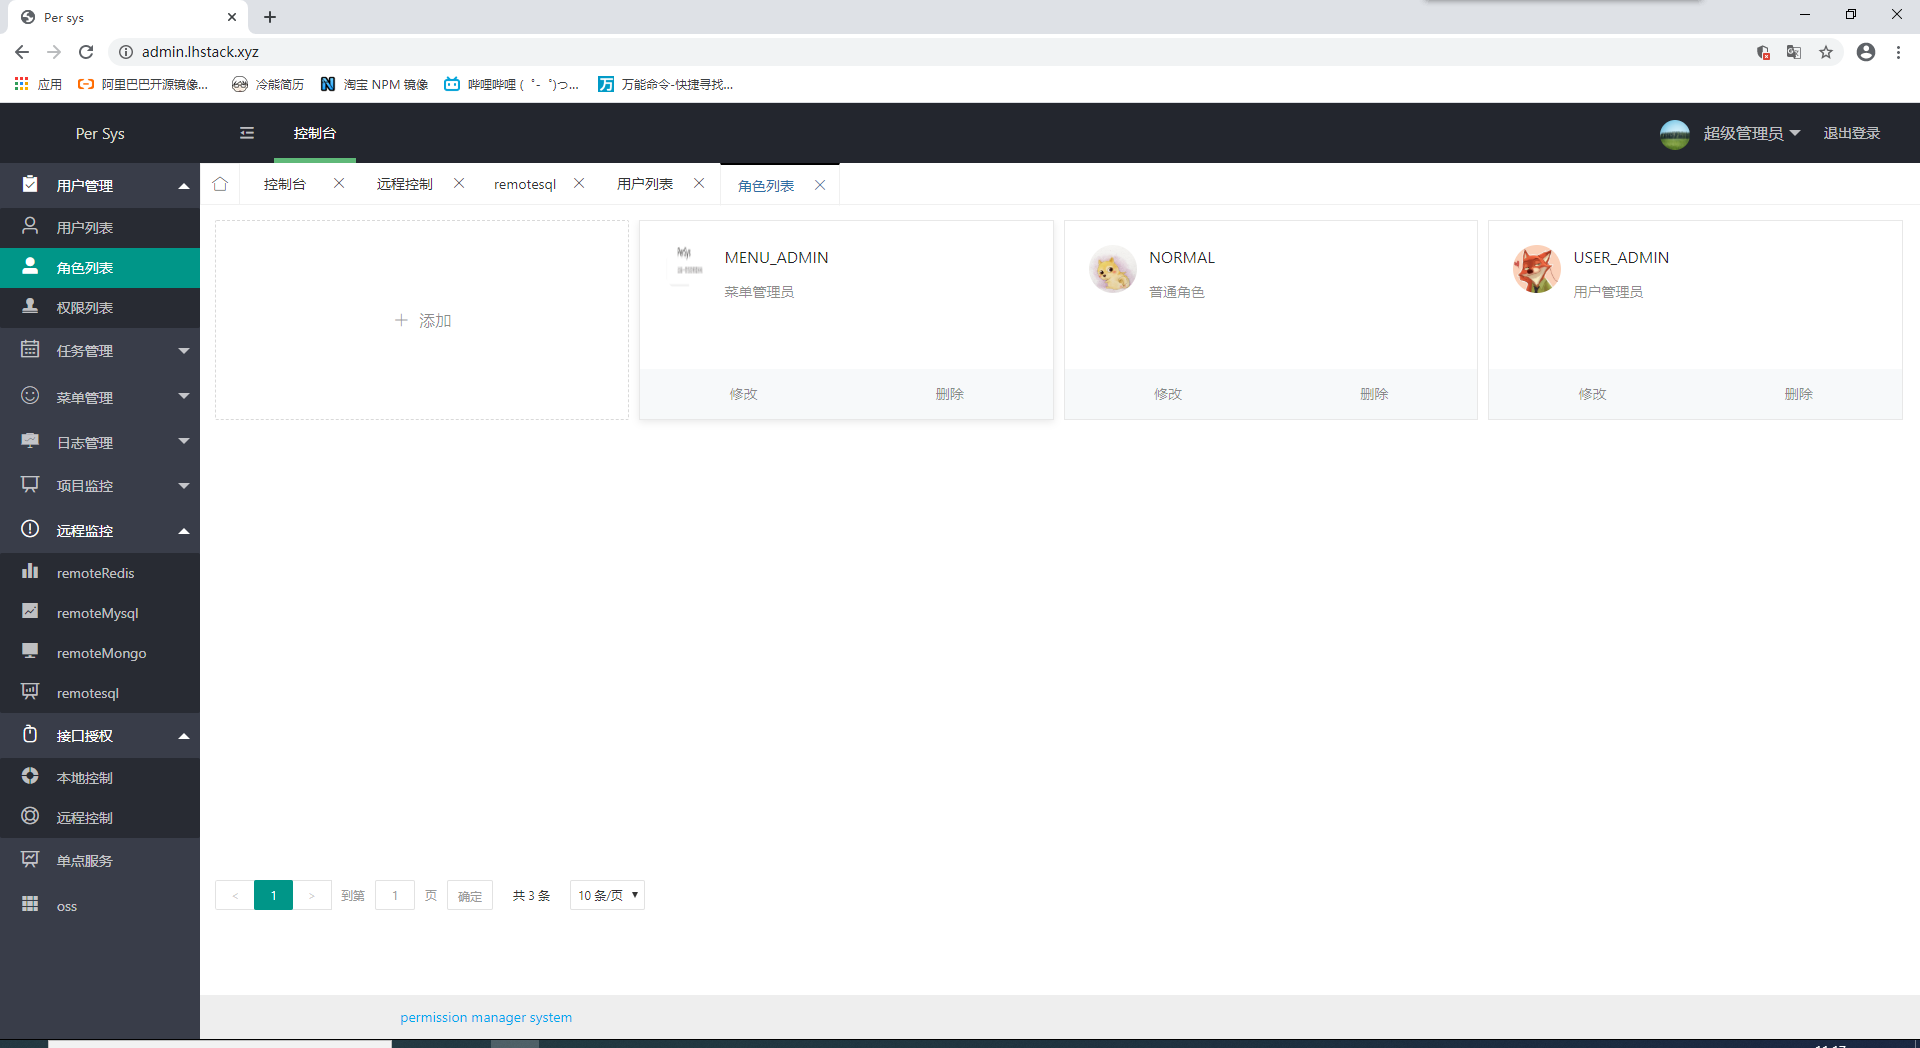 Per sys
admin.lhstack.xyz
应用
阿里巴巴开源镜像...
冷熊简历
淘宝 NPM 镜像
哔哩哔哩 ( ゜- ゜)つ...
万能命令-快捷寻找...
Per Sys
控制台
超级管理员
退出登录
用户管理
用户列表
角色列表
权限列表
任务管理
菜单管理
日志管理
项目监控
远程监控
remoteRedis
remoteMysql
remoteMongo
remotesql
接口授权
本地控制
远程控制
单点服务
oss
控制台
远程控制
remotesql
用户列表
角色列表
添加
MENU_ADMIN
菜单管理员
修改 删除
NORMAL
普通角色
修改 删除
USER_ADMIN
用户管理员
修改 删除
< 1 > 到第 1 页 确定 共 3 条 10 条/页
permission manager system